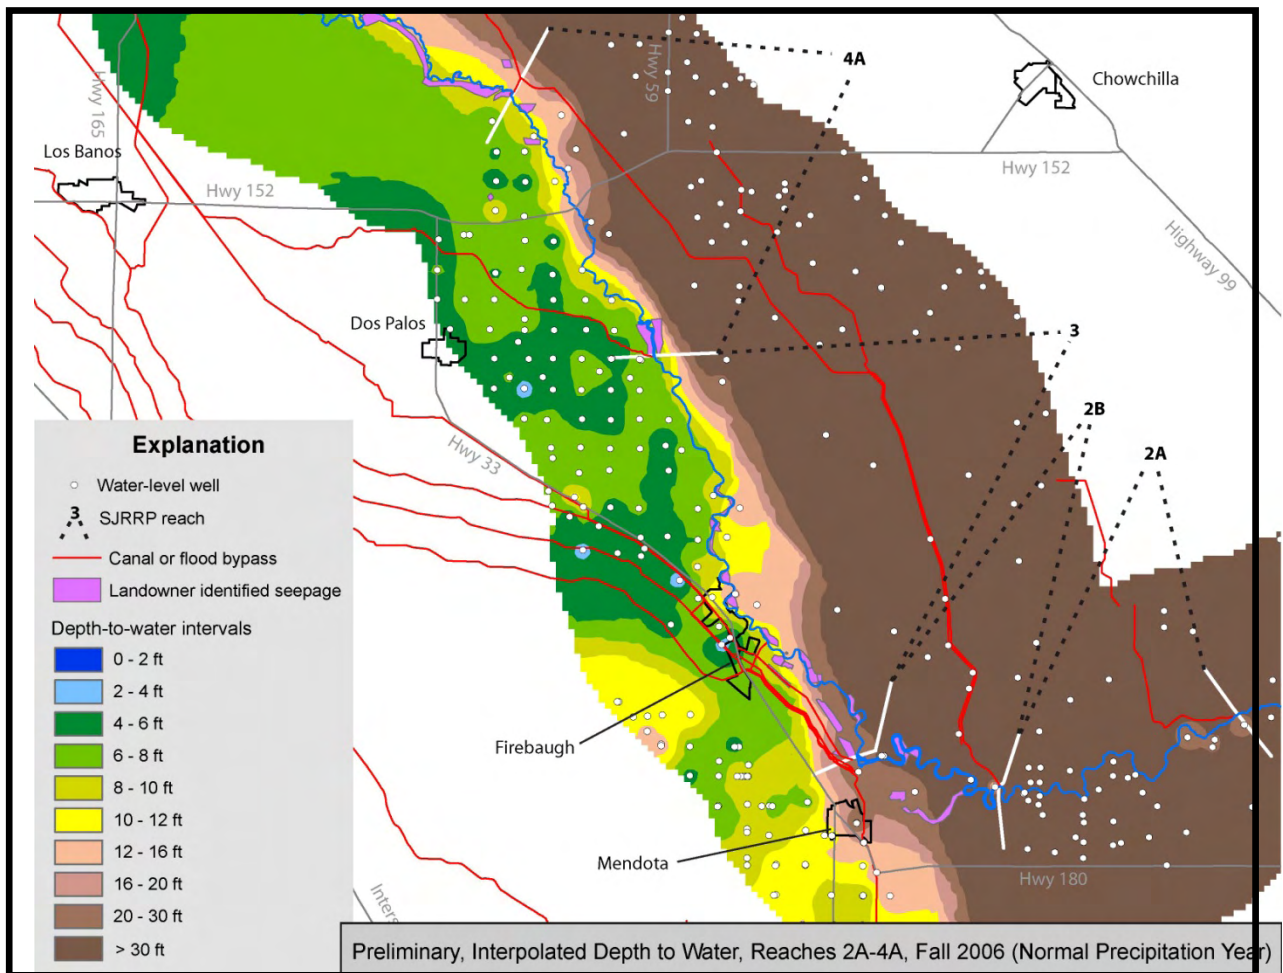 4A
Hwy 59
Chowchilla
Hwy 165
Los Banos
Hwy 152
Hwy 152
Highway 99
Dos Palos
3
2B
2A
Hwy 33
Explanation
Water-level well
3
SJRRP reach
Canal or flood bypass
Landowner identified seepage
Depth-to-water intervals
0 - 2 ft
2 - 4 ft
4 - 6 ft
6 - 8 ft
8 - 10 ft
10 - 12 ft
12 - 16 ft
16 - 20 ft
20 - 30 ft
> 30 ft
Firebaugh
Mendota
Hwy 180
Preliminary, Interpolated Depth to Water, Reaches 2A-4A, Fall 2006 (Normal Precipitation Year)